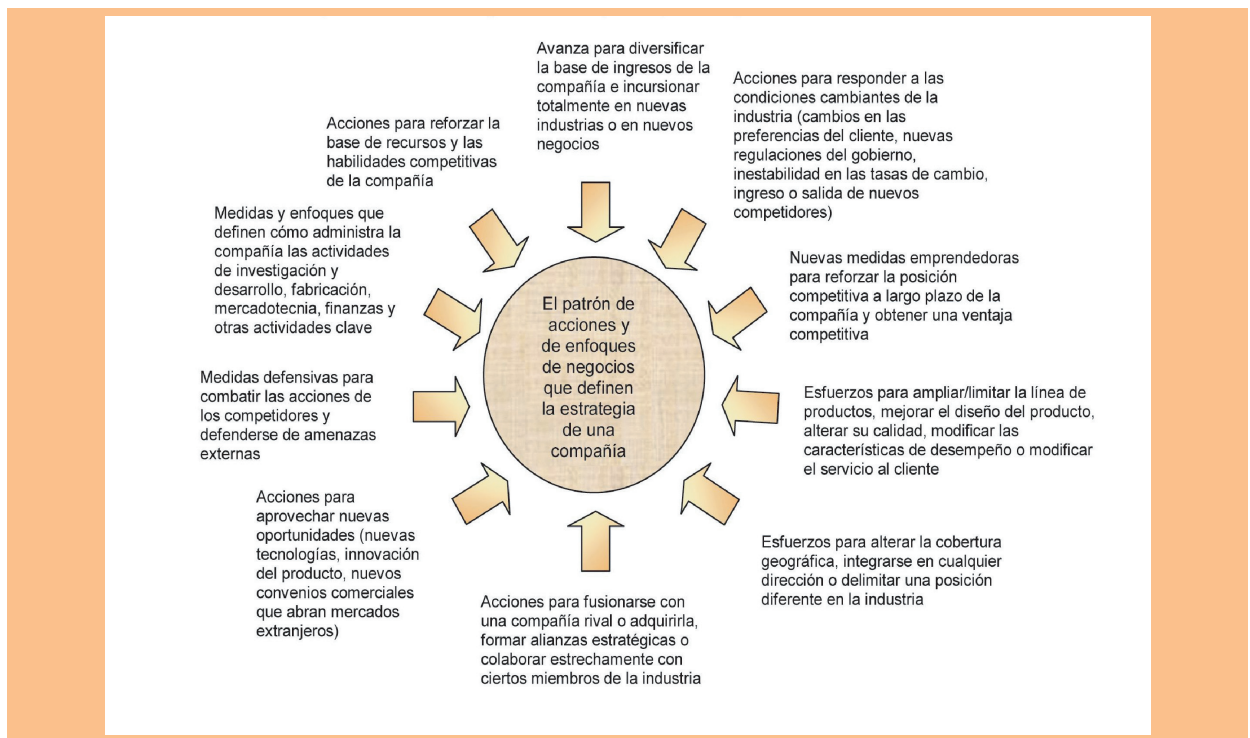 Avanza para diversificar
la base de ingresos de la
compañía e incursionar
totalmente en nuevas
industrias o en nuevos
negocios
Acciones para responder a las
condiciones cambiantes de la
industria (cambios en las
preferencias del cliente, nuevas
regulaciones del gobierno,
inestabilidad en las tasas de cambio,
ingreso o salida de nuevos
competidores)
Nuevas medidas emprendedoras
para reforzar la posición
competitiva a largo plazo de la
compañía y obtener una ventaja
competitiva
Esfuerzos para ampliar/limitar la línea de
productos, mejorar el diseño del producto,
alterar su calidad, modificar las
características de desempeño o modificar
el servicio al cliente
Esfuerzos para alterar la cobertura
geográfica, integrarse en cualquier
dirección o delimitar una posición
diferente en la industria
Acciones para fusionarse con
una compañía rival o adquirirla,
formar alianzas estratégicas o
colaborar estrechamente con
ciertos miembros de la industria
Acciones para
aprovechar nuevas
oportunidades (nuevas
tecnologías, innovación
del producto, nuevos
convenios comerciales
que abran mercados
extranjeros)
Medidas defensivas para
combatir las acciones de
los competidores y
defenderse de amenazas
externas
Medidas y enfoques que
definen cómo administra la
compañía las actividades
de investigación y
desarrollo, fabricación,
mercadotecnia, finanzas y
otras actividades clave
Acciones para reforzar la
base de recursos y las
habilidades competitivas
de la compañía
El patrón de
acciones y
de enfoques
de negocios
que definen
la estrategia
de una
compañía